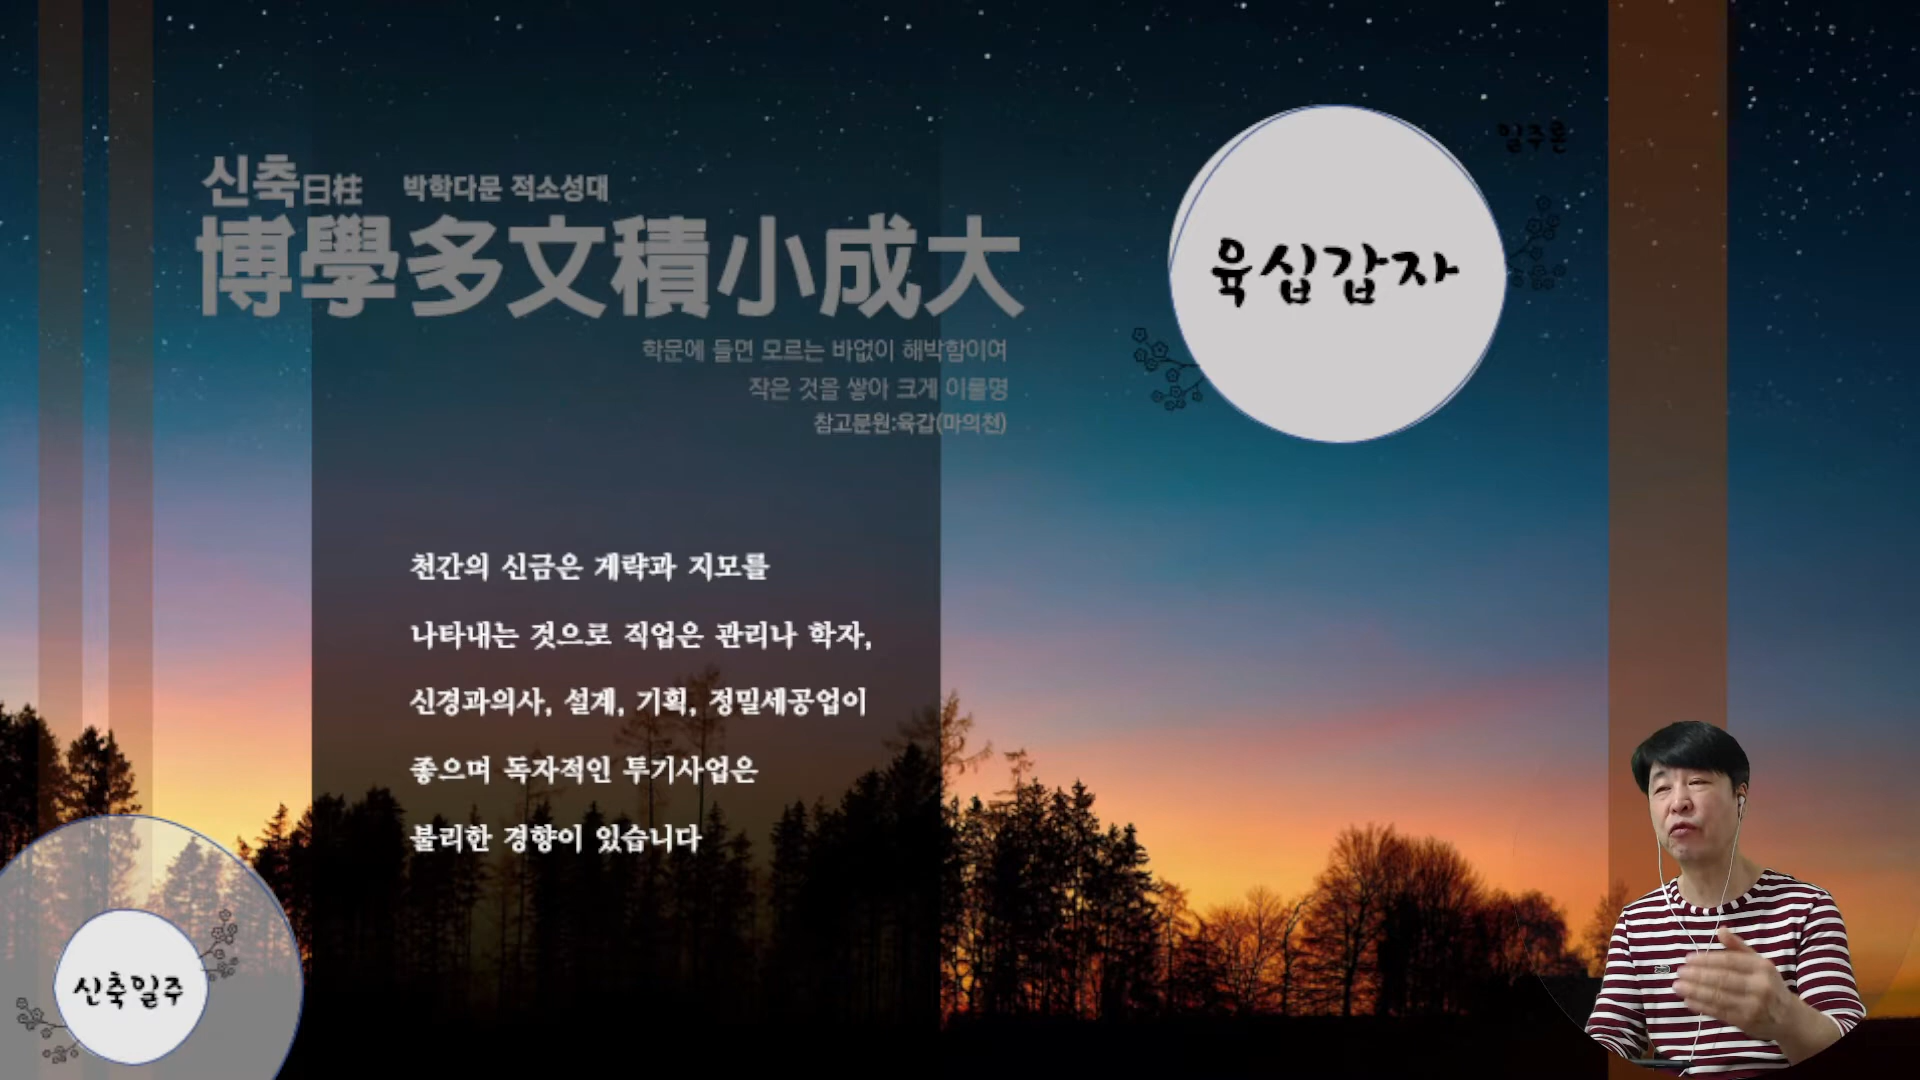 신축日柱 박학다문 적소성대
博學多文積小成大
학문에 들면 모르는 바없이 해박함이여
작은 것을 쌓아 크게 이룰명
참고문원:육갑(마의천)
일주론
육십갑자
천간의 신금은 계략과 지모를
나타내는 것으로 직업은 관리나 학자,
신경과의사, 설계, 기획, 정밀세공업이
좋으며 독자적인 투기사업은
불리한 경향이 있습니다
신축일주